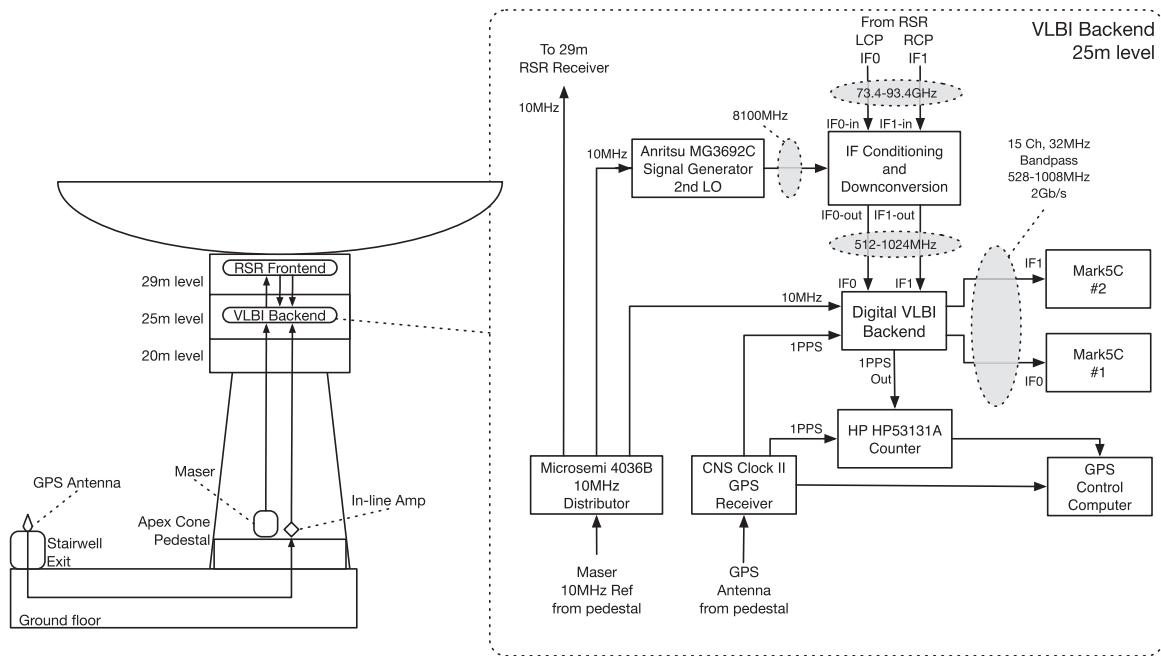 VLBI Backend
25m level
From RSR
LCP RCP
IF0 IF1
To 29m
RSR Receiver
10MHz
73.4-93.4GHz
8100MHz
IF0-in IF1-in
10MHz
Anritsu MG3692C
Signal Generator
2nd LO
IF Conditioning
and
Downconversion
15 Ch, 32MHz
Bandpass
528-1008MHz
2Gb/s
IF0-out IF1-out
512-1024MHz
IF0 IF1
10MHz
Digital VLBI
Backend
1PPS
IF1
Mark5C
#2
Mark5C
#1
IF0
1PPS
Out
1PPS
HP HP53131A
Counter
Microsemi 4036B
10MHz
Distributor
CNS Clock II
GPS
Receiver
GPS
Control
Computer
Maser
10MHz Ref
from pedestal
GPS
Antenna
from pedestal
RSR Frontend
29m level
VLBI Backend
25m level
20m level
Maser
GPS Antenna
In-line Amp
Apex Cone
Pedestal
Stairwell
Exit
Ground floor